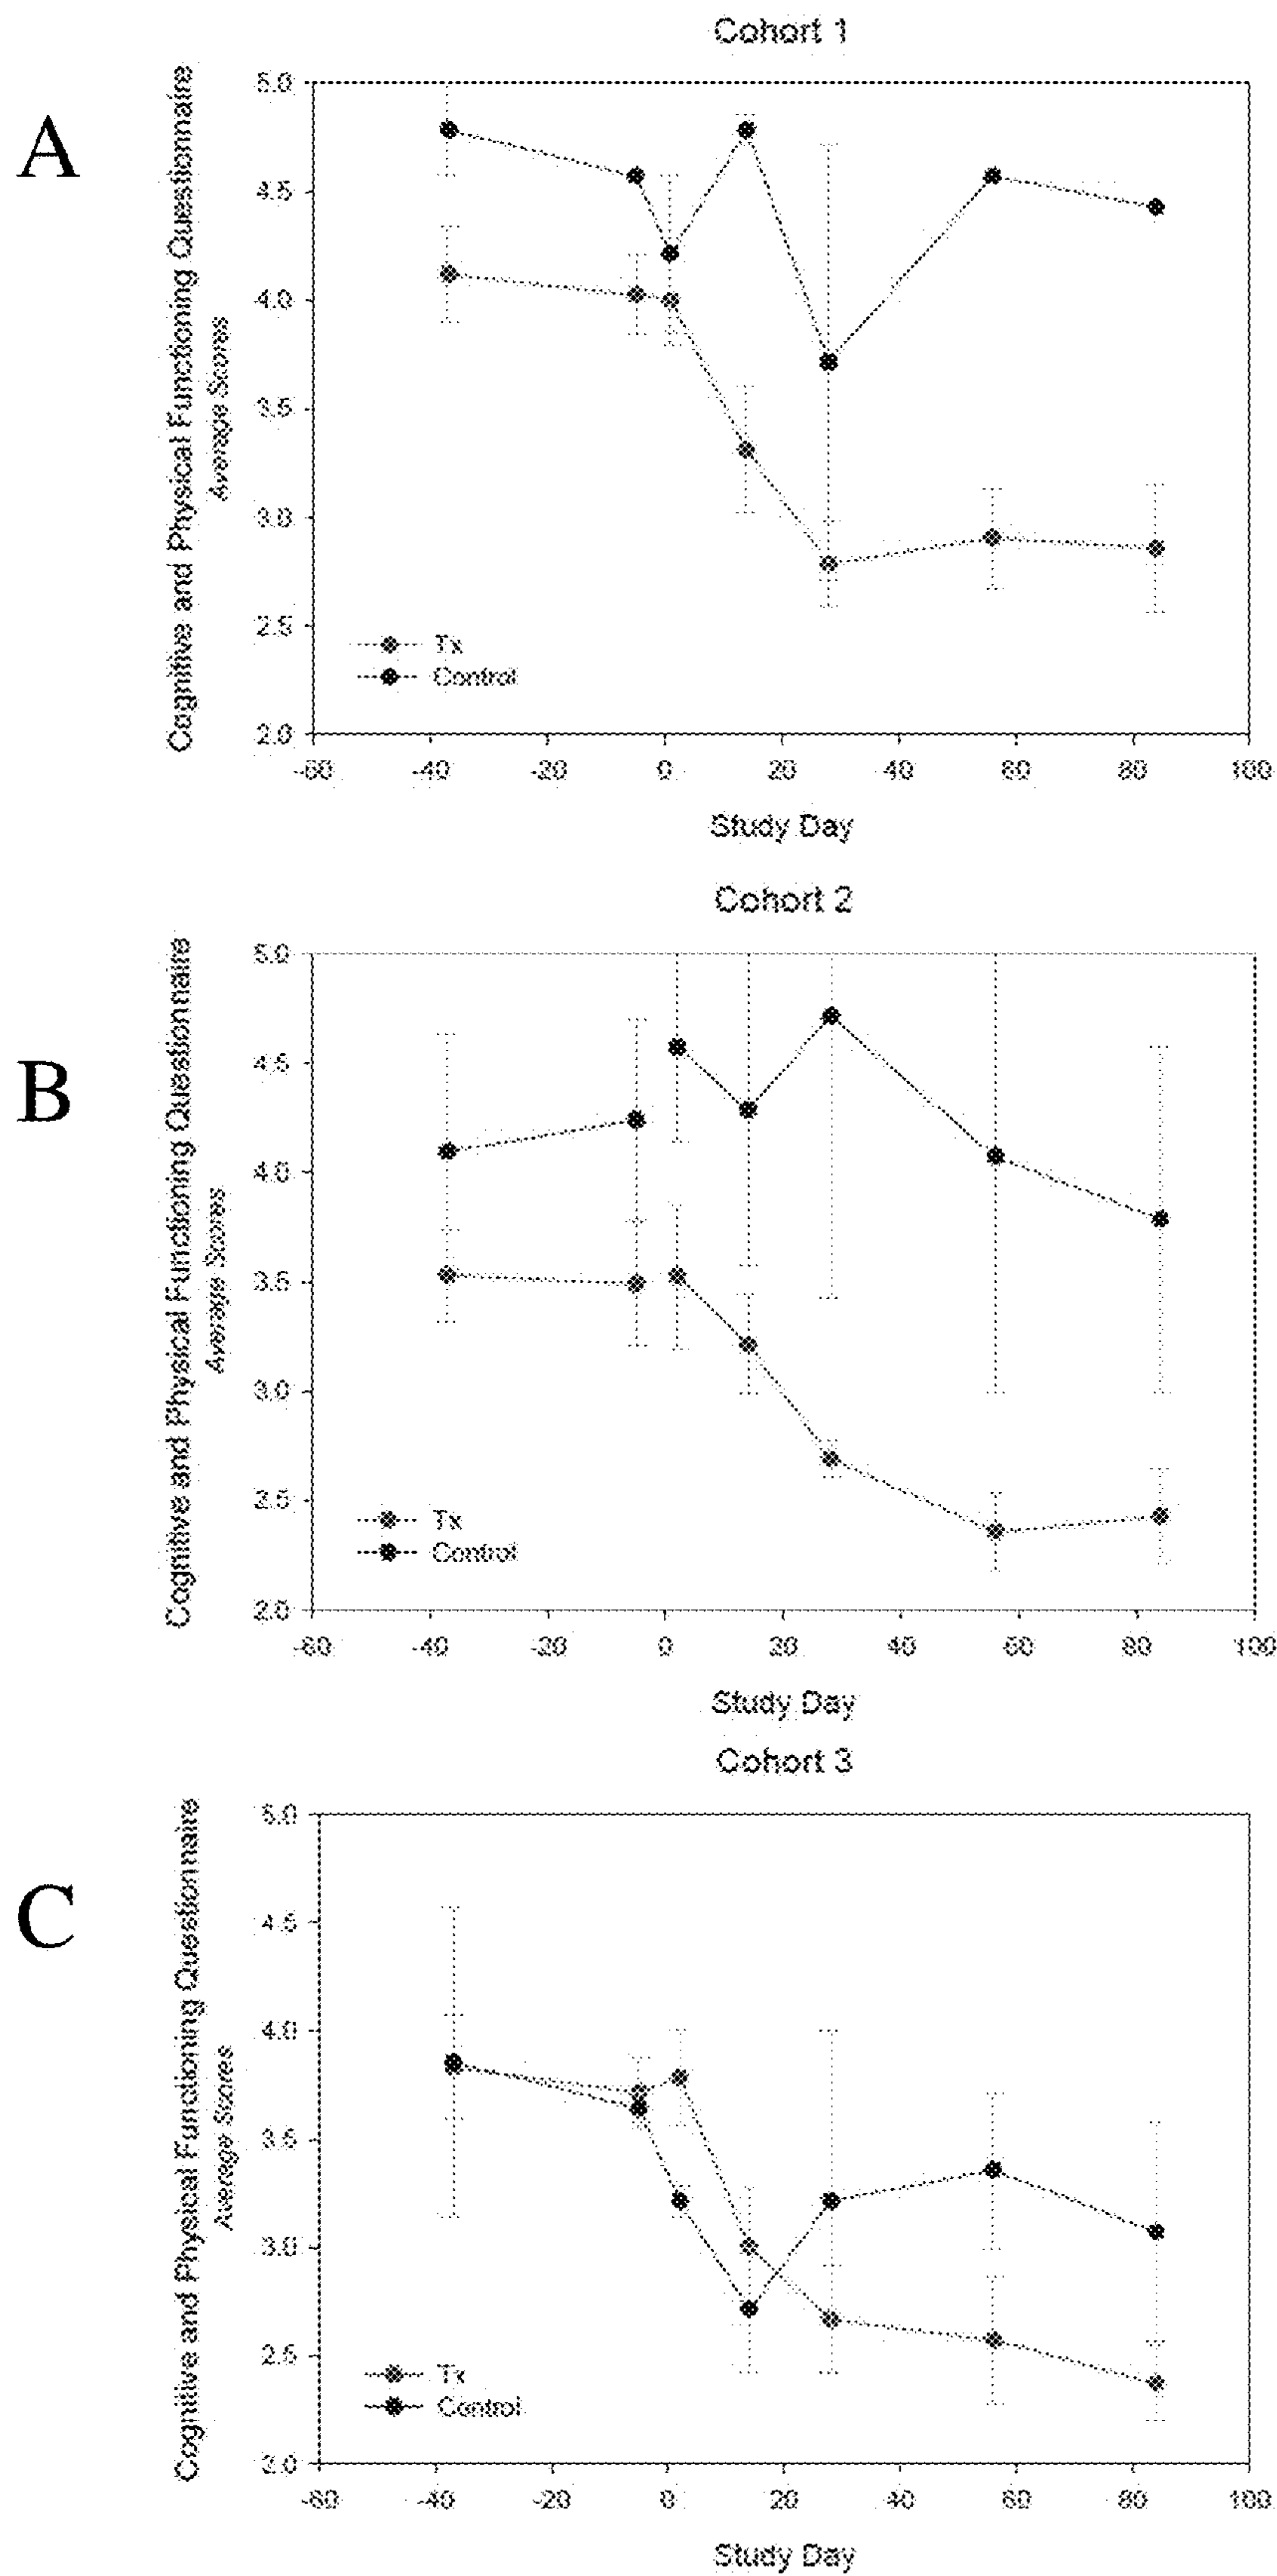 Cohort 1
A
Cognitive and Physical Functioning Questionnaire
Average Scores
5.0
4.5
4.0
3.5
3.0
2.5
2.0
Tx
Control
-60 -40 -20 0 20 40 60 80 100
Study Day
Cohort 2
B
Cognitive and Physical Functioning Questionnaire
Average Scores
5.0
4.5
4.0
3.5
3.0
2.5
2.0
Tx
Control
-60 -40 -20 0 20 40 60 80 100
Study Day
Cohort 3
C
Cognitive and Physical Functioning Questionnaire
Average Scores
5.0
4.5
4.0
3.5
3.0
2.5
2.0
Tx
Control
-60 -40 -20 0 20 40 60 80 100
Study Day